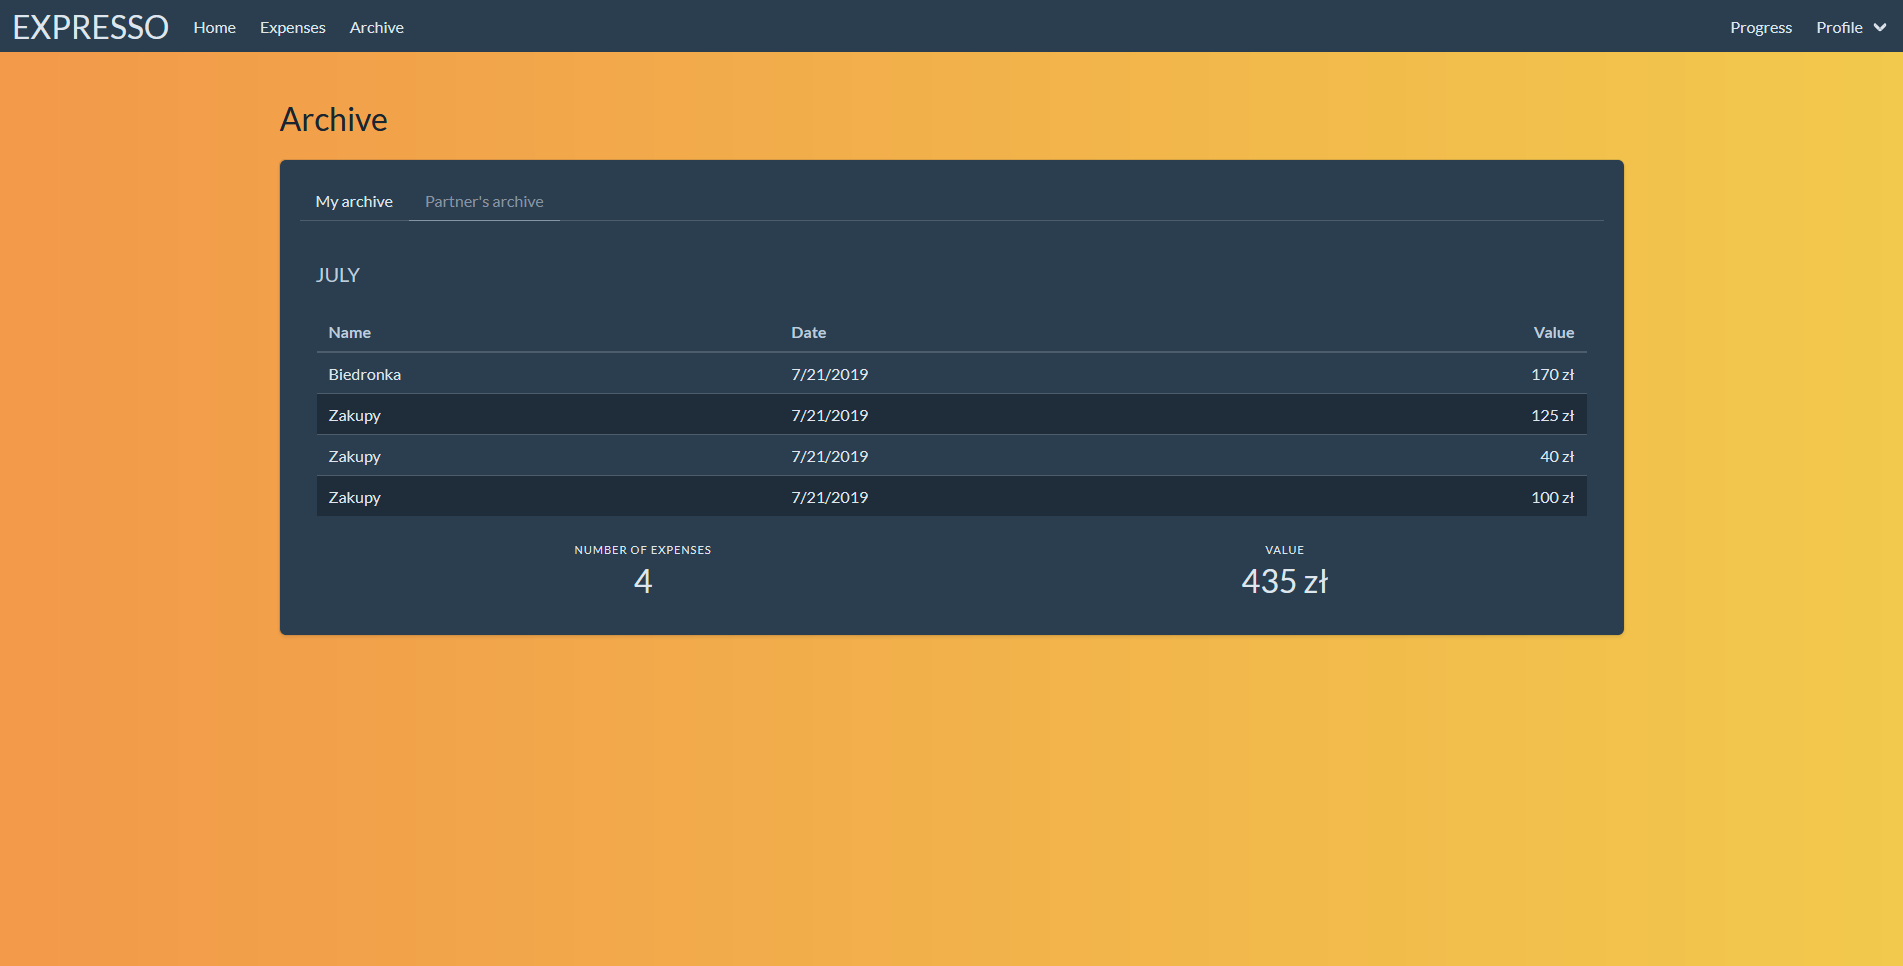 EXPRESSO Home Expenses Archive Progress Profile
Archive
My archive Partner's archive
JULY
Name Date Value
Biedronka 7/21/2019 170 zł
Zakupy 7/21/2019 125 zł
Zakupy 7/21/2019 40 zł
Zakupy 7/21/2019 100 zł
NUMBER OF EXPENSES VALUE
4 435 zł